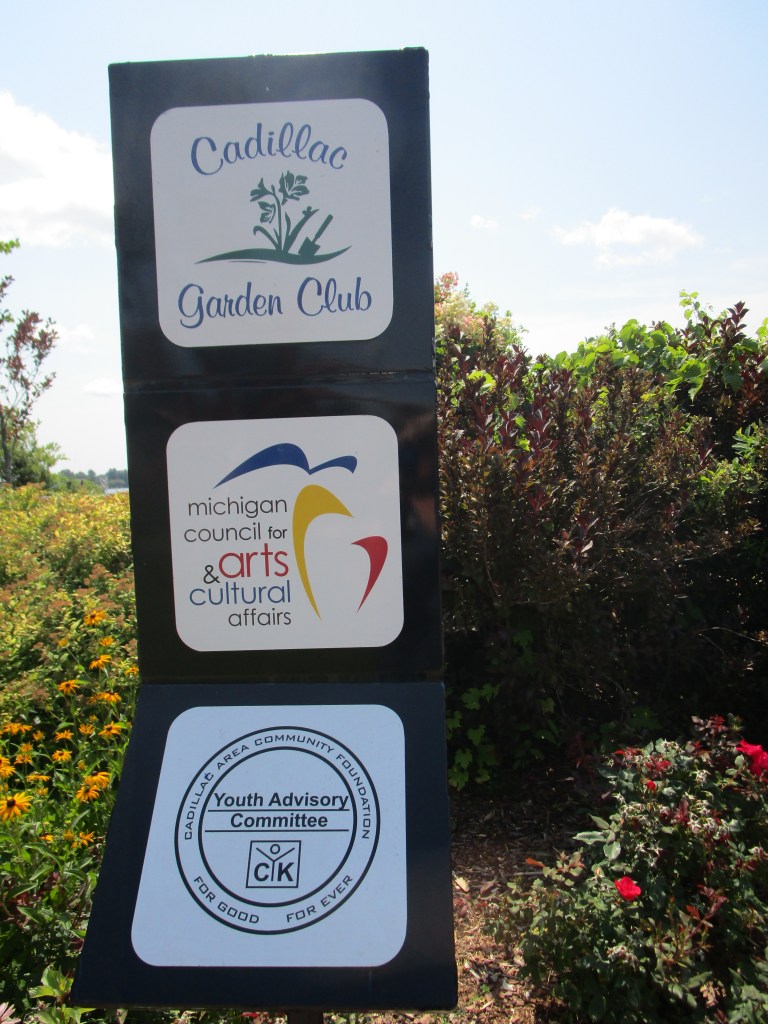 Cadillac
Garden Club
michigan
council for
& arts
cultural
affairs
CADILLAC AREA COMMUNITY FOUNDATION
Youth Advisory
Committee
CYK
FOR GOOD FOR EVER